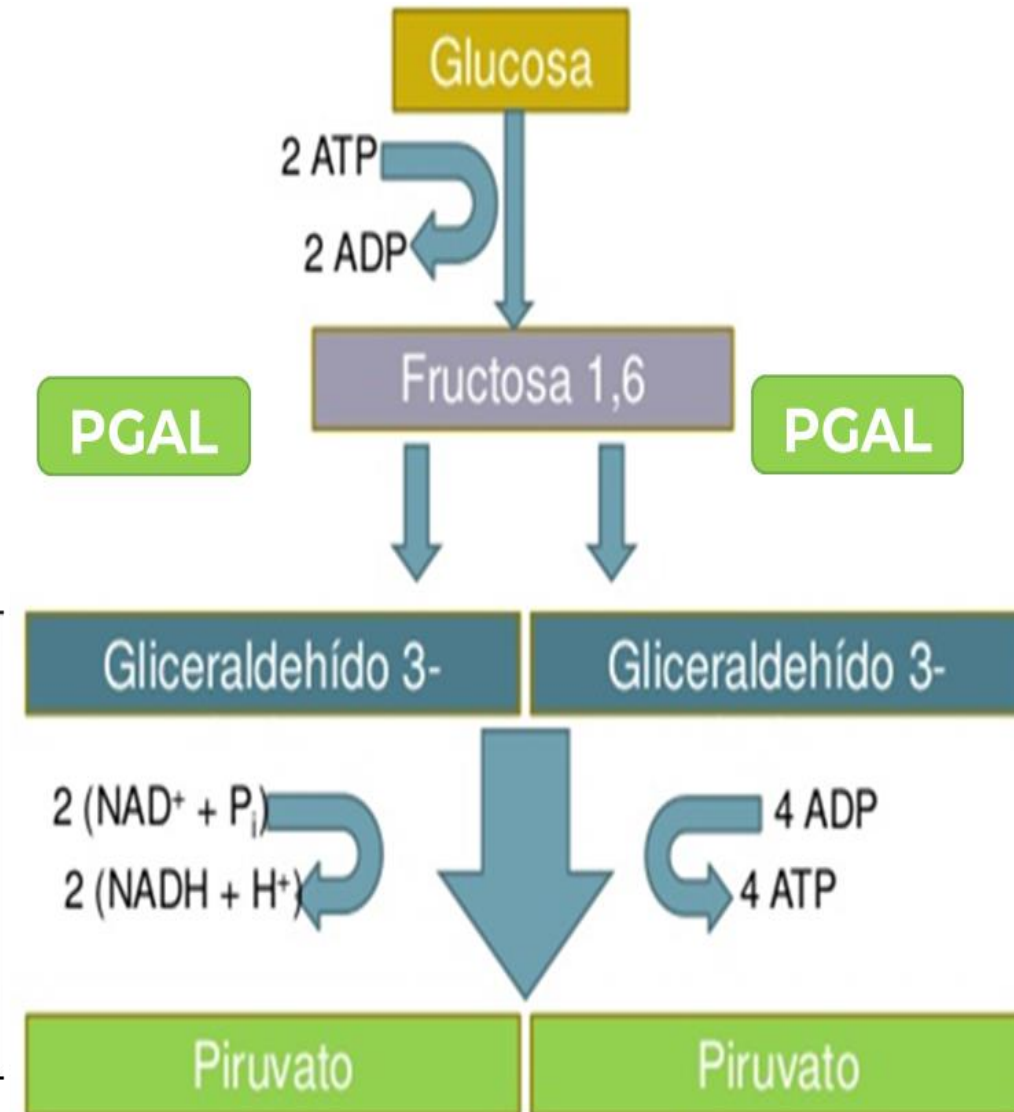 Glucosa
2 ATP
2 ADP
Fructosa 1,6
PGAL
PGAL
Gliceraldehído 3-
Gliceraldehído 3-
2 (NAD⁺ + Pᵢ)
4 ADP
2 (NADH + H⁺)
4 ATP
Piruvato
Piruvato